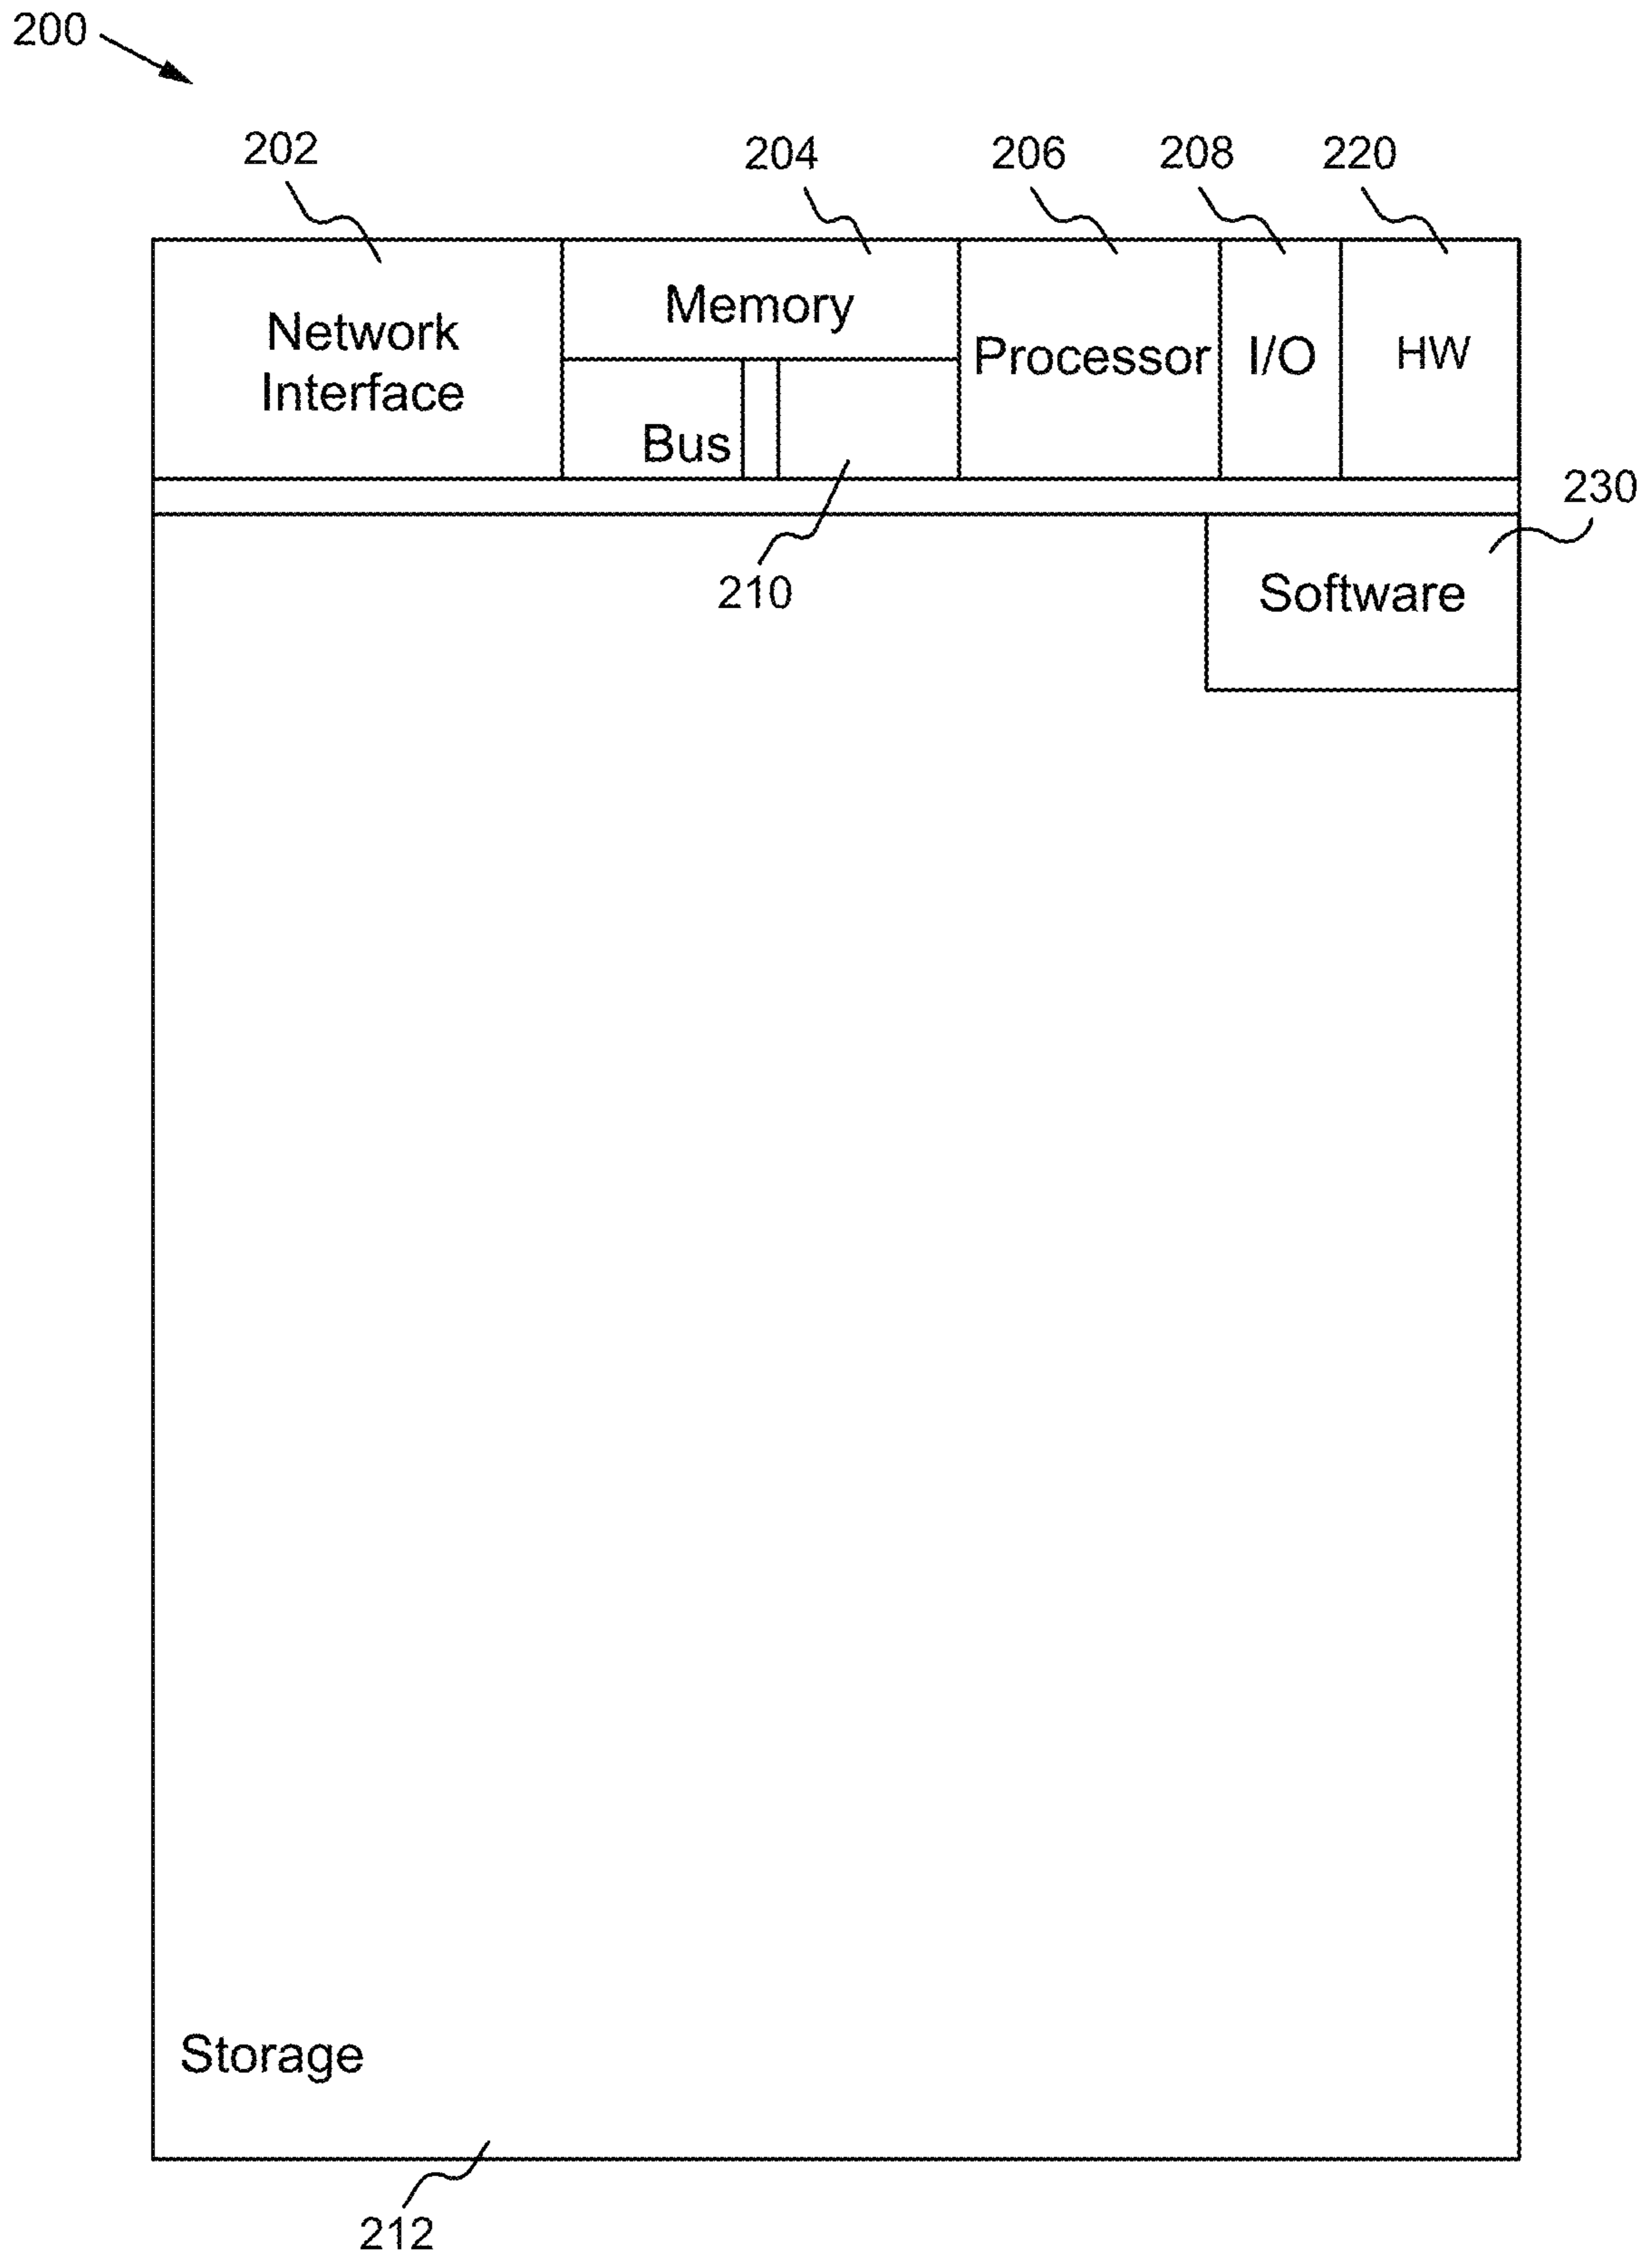 200
202
204
206
208
220
Network
Interface
Memory
Processor
I/O
HW
Bus
230
210
Software
Storage
212